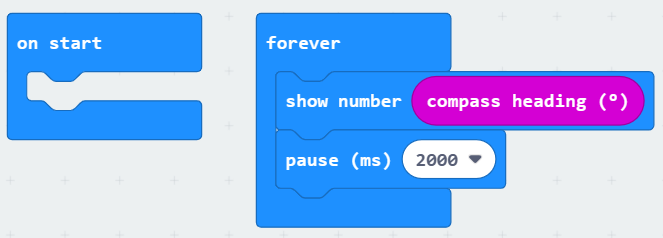 on start
forever
show number compass heading (°)
pause (ms) 2000